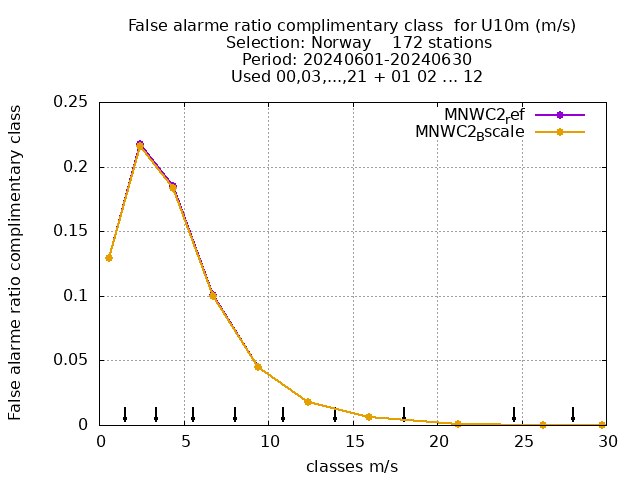 False alarme ratio complimentary class  for U10m (m/s)
Selection: Norway    172 stations
Period: 20240601-20240630
Used 00,03,...,21 + 01 02 ... 12
MNWC2ref
MNWC2Bscale
False alarme ratio complimentary class
0.25
0.2
0.15
0.1
0.05
0
0 5 10 15 20 25 30
classes m/s